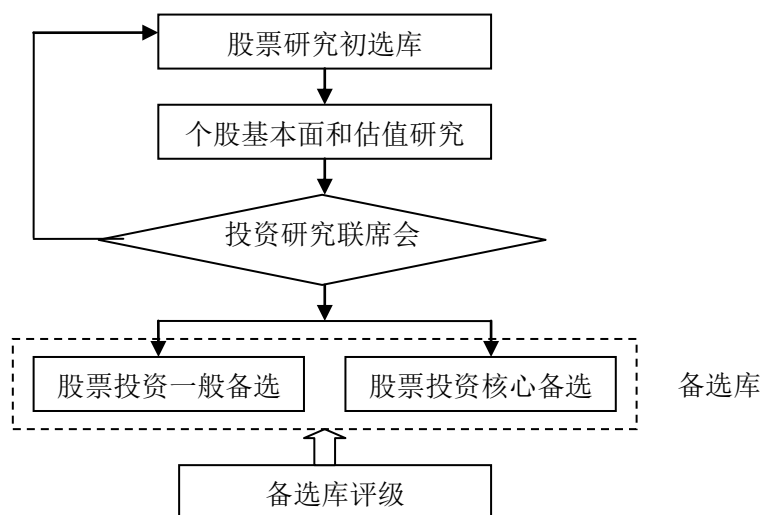 股票研究初选库
个股基本面和估值研究
投资研究联席会
股票投资一般备选
股票投资核心备选
备选库
备选库评级